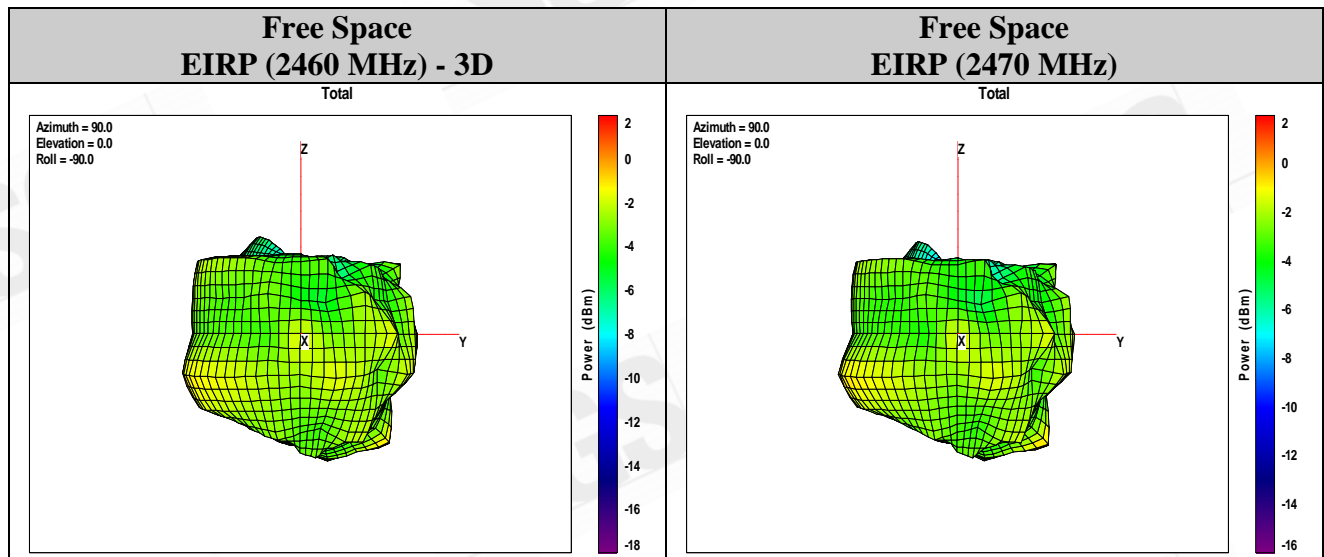 Free Space
EIRP (2460 MHz) - 3D
Free Space
EIRP (2470 MHz)
Total
Azimuth = 90.0
Elevation = 0.0
Roll = -90.0
Z
X
Y
Power (dBm)
2
0
-2
-4
-6
-8
-10
-12
-14
-16
-18
Total
Azimuth = 90.0
Elevation = 0.0
Roll = -90.0
Z
X
Y
Power (dBm)
2
0
-2
-4
-6
-8
-10
-12
-14
-16